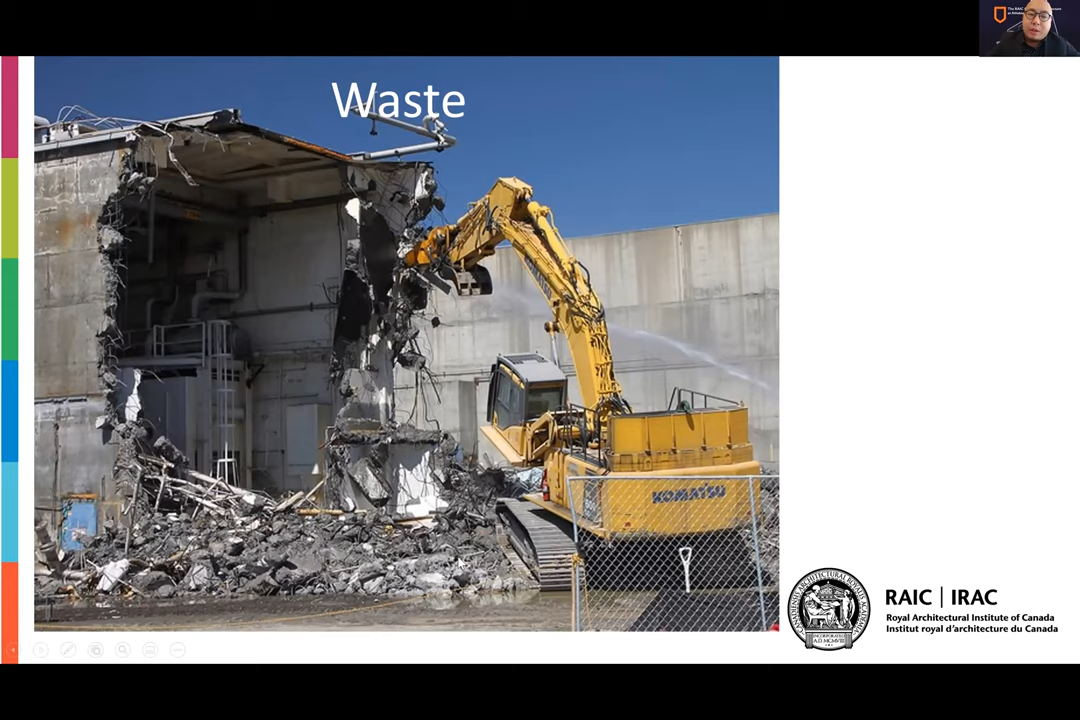 Waste
KOMATSU
RAIC | IRAC
Royal Architectural Institute of Canada
Institut royal d'architecture du Canada